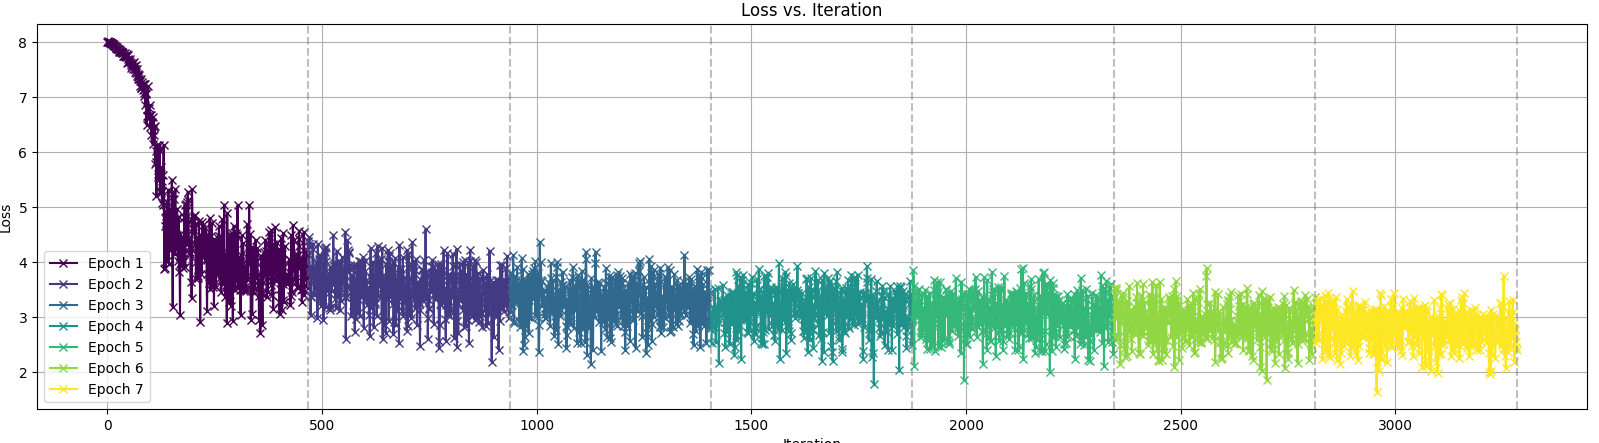 Loss vs. Iteration
8
7
6
5
4
3
2
Loss
Epoch 1
Epoch 2
Epoch 3
Epoch 4
Epoch 5
Epoch 6
Epoch 7
0 500 1000 1500 2000 2500 3000
Iteration